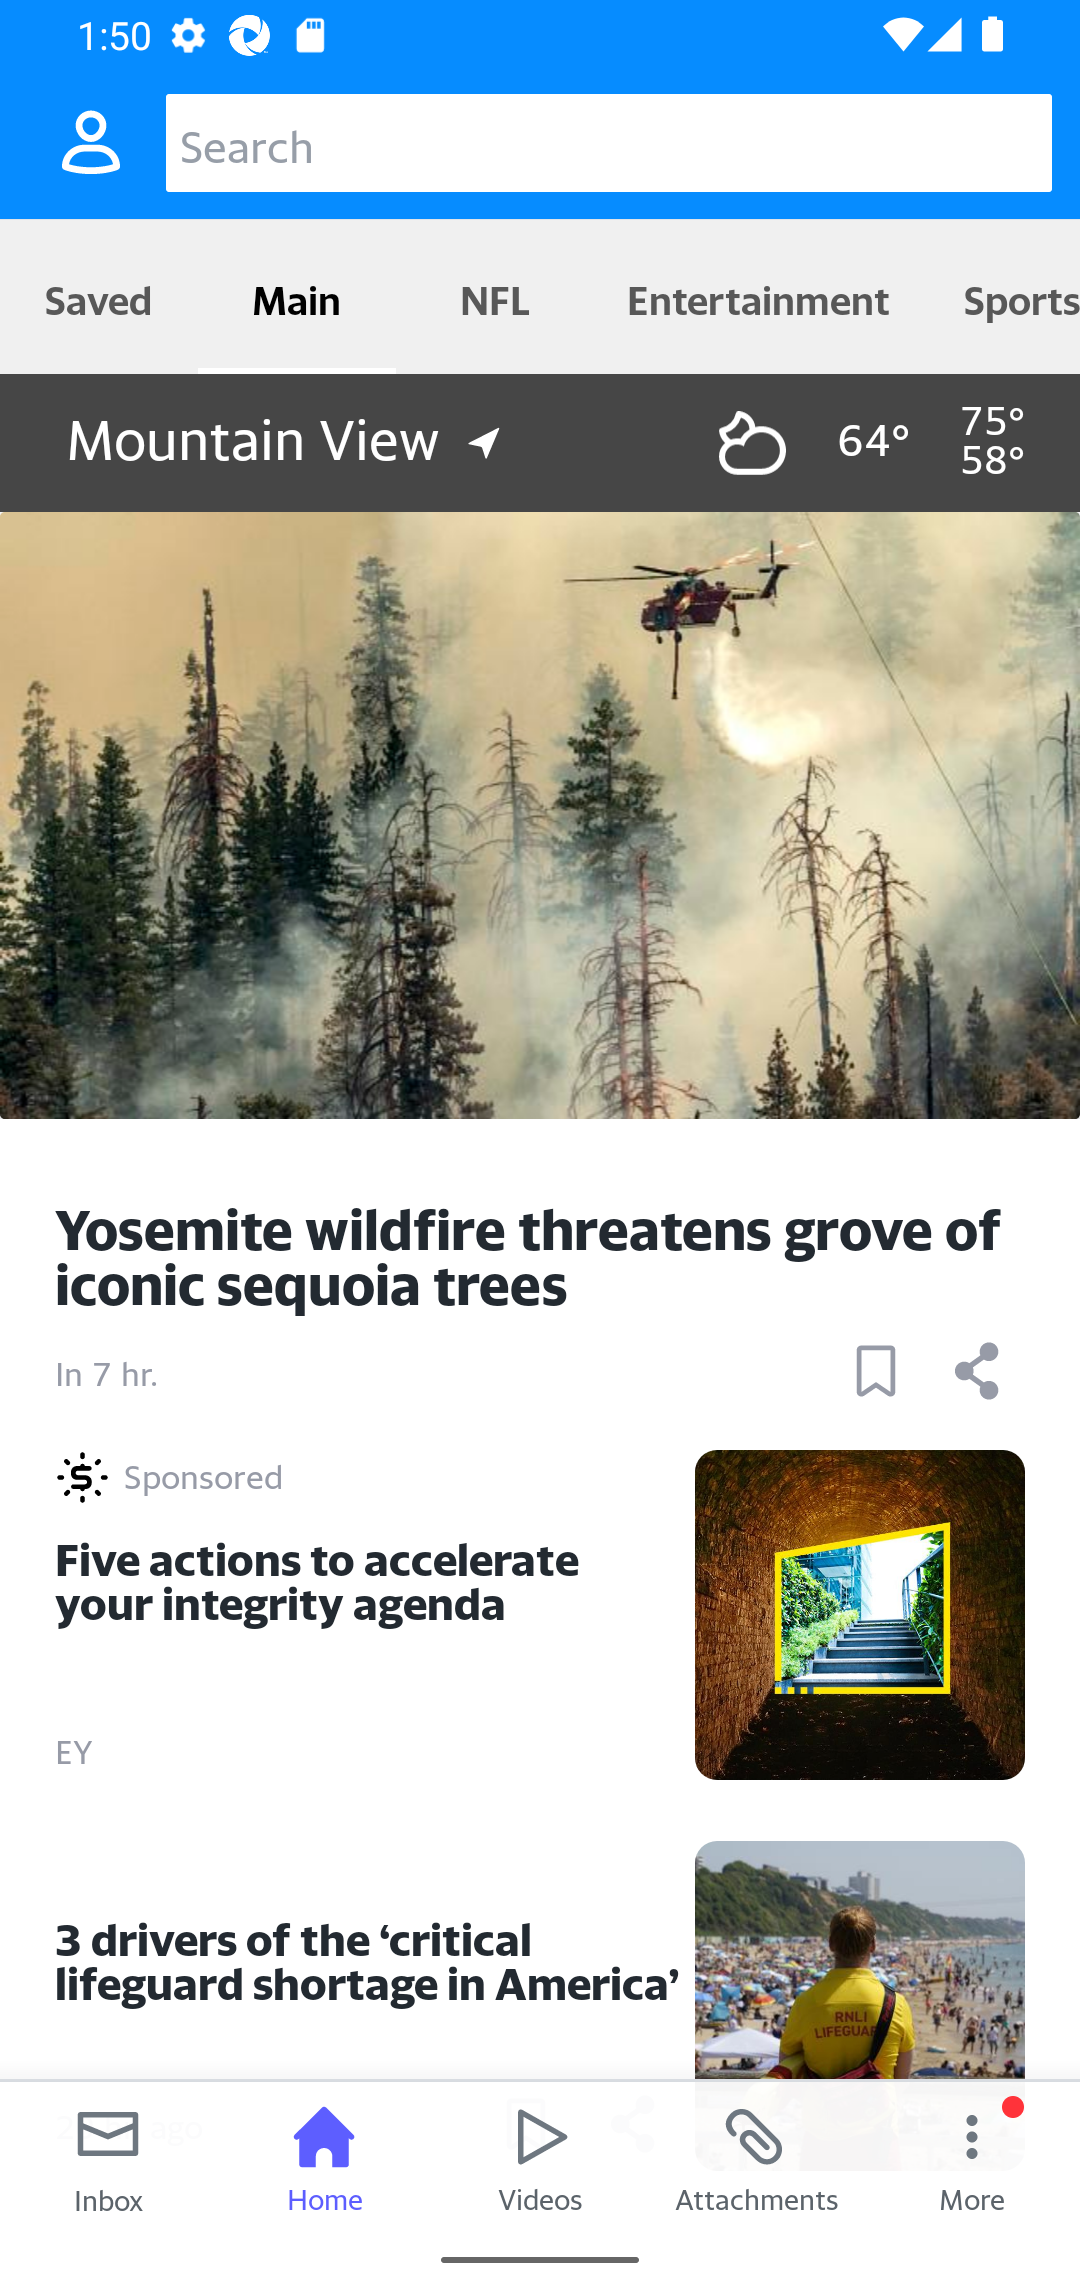 1:50
Search
Saved Main NFL Entertainment Sports
Mountain View 64° 75°
58°
Yosemite wildfire threatens grove of
iconic sequoia trees
In 7 hr.
Sponsored
Five actions to accelerate
your integrity agenda
EY
3 drivers of the ‘critical
lifeguard shortage in America’
RNLI
LIFEGUAR
ago
Inbox Home Videos Attachments More